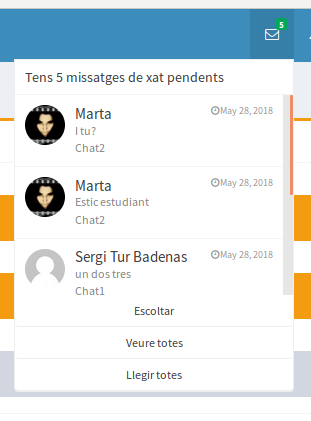 5
Tens 5 missatges de xat pendents
Marta
May 28, 2018
I tu?
Chat2
Marta
May 28, 2018
Estic estudiant
Chat2
Sergi Tur Badenas
May 28, 2018
un dos tres
Chat1
Escoltar
Veure totes
Llegir totes